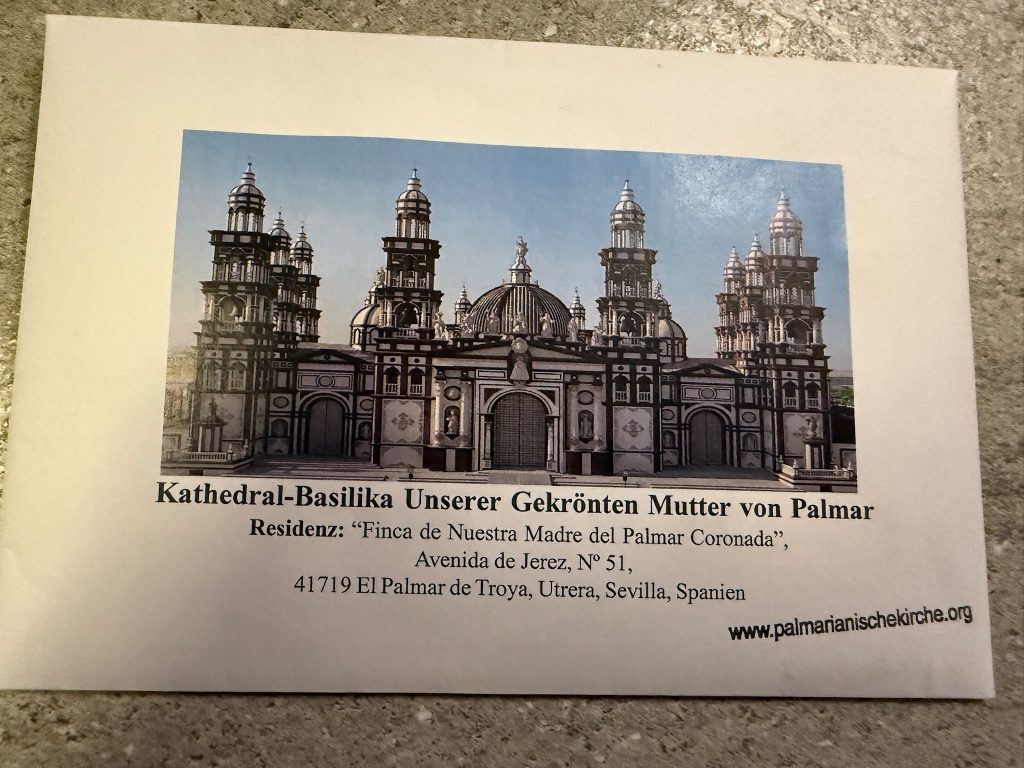 Kathedral-Basilika Unserer Gekrönten Mutter von Palmar
Residenz: “Finca de Nuestra Madre del Palmar Coronada”,
Avenida de Jerez, Nº 51,
41719 El Palmar de Troya, Utrera, Sevilla, Spanien
www.palmarianischekirche.org